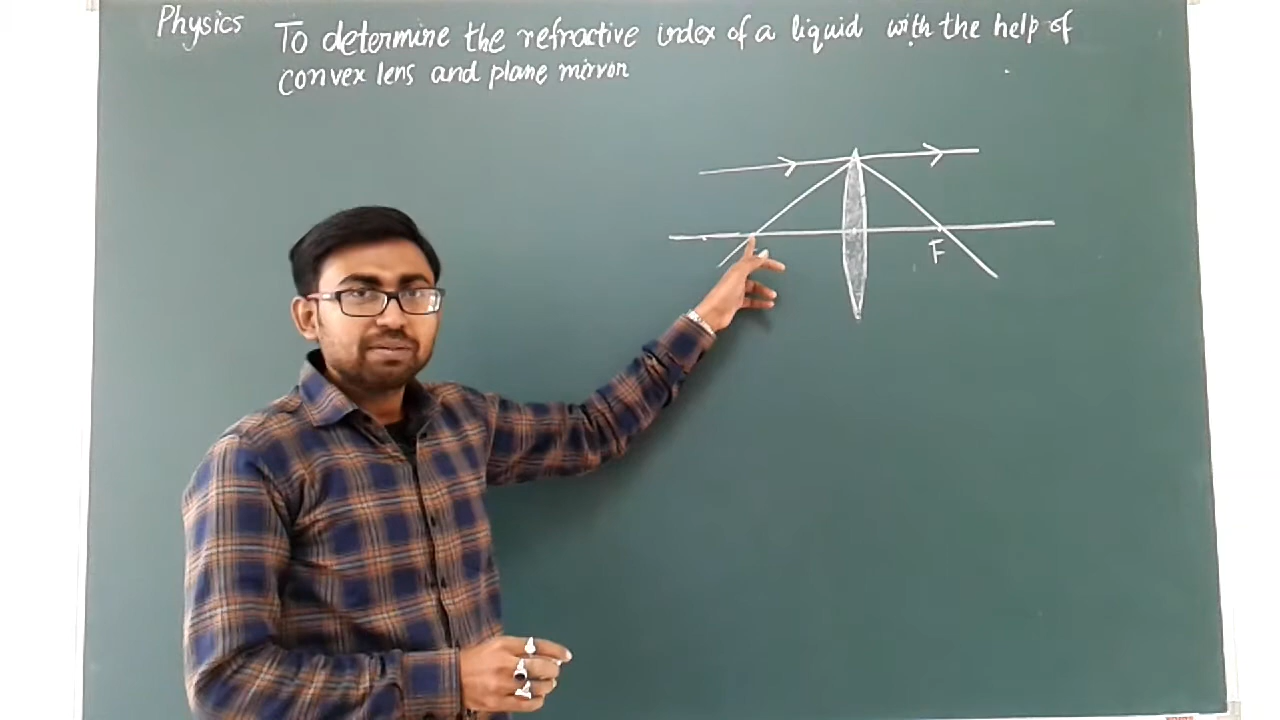 Physics To determine the refractive index of a liquid with the help of
convex lens and plane mirror
F